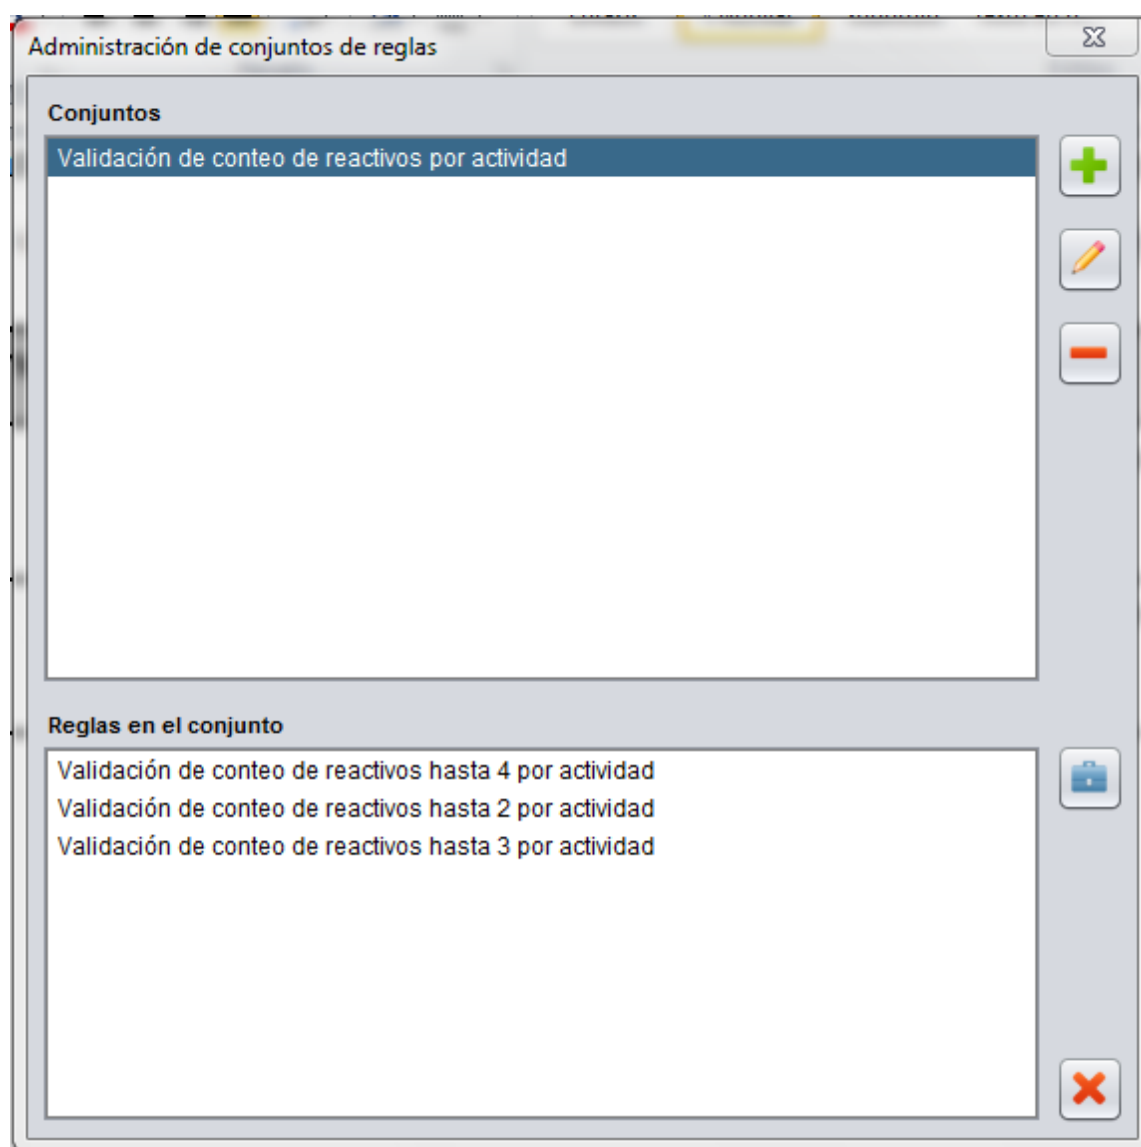 Administración de conjuntos de reglas
Conjuntos
Validación de conteo de reactivos por actividad
Reglas en el conjunto
Validación de conteo de reactivos hasta 4 por actividad
Validación de conteo de reactivos hasta 2 por actividad
Validación de conteo de reactivos hasta 3 por actividad